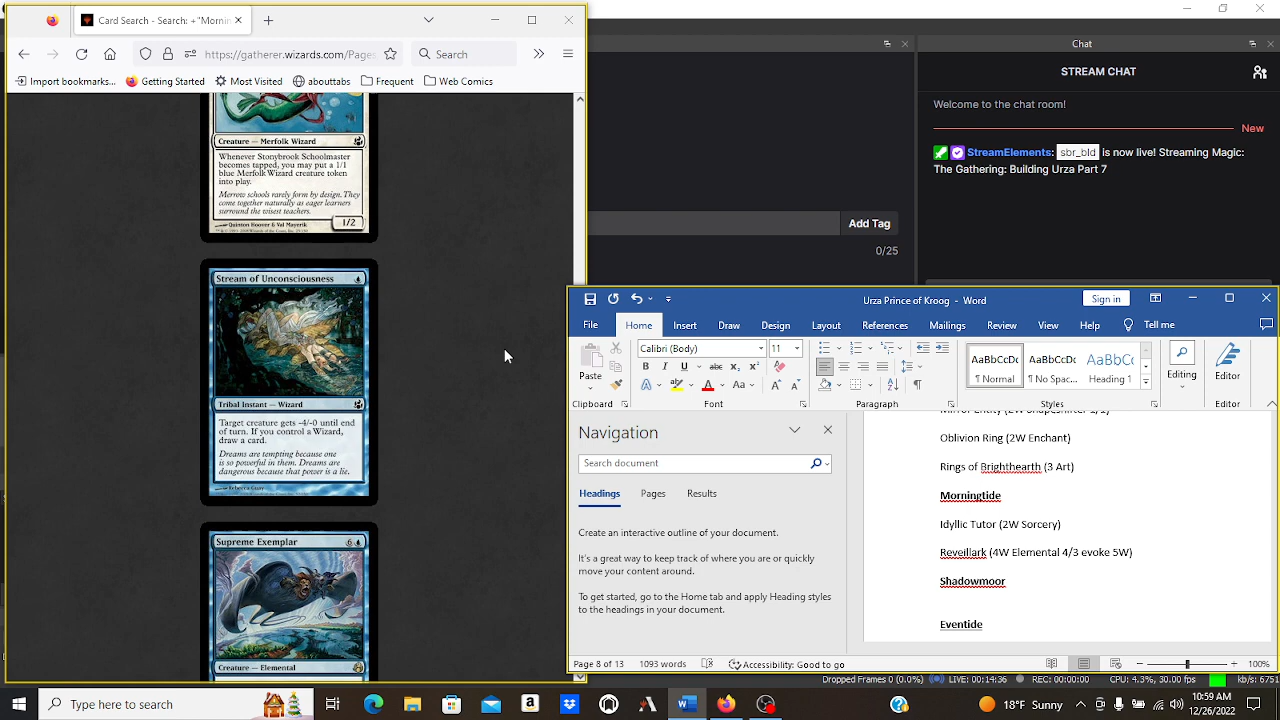 Card Search - Search: +"Mornin
https://gatherer.wizards.com/Pages
Search
Import bookmarks...
Getting Started
Most Visited
abouttabs
Frequent
Web Comics
Creature — Merfolk Wizard
Whenever Stonybrook Schoolmaster
becomes tapped, you may put a 1/1
blue Merfolk Wizard creature token
into play.
Merrow schools rarely form by design. They
come together naturally as eager learners
surround the wisest teachers.
Quinton Hoover & Val Mayerik
1/2
Stream of Unconsciousness
Tribal Instant — Wizard
Target creature gets -4/-0 until end
of turn. If you control a Wizard,
draw a card.
Dreams are tempting because one
is so powerful in them. Dreams are
dangerous because that power is a lie.
Rebecca Guay
Supreme Exemplar 6
Creature — Elemental
Chat
STREAM CHAT
Welcome to the chat room!
New
StreamElements: sbr_bld is now live! Streaming Magic:
The Gathering: Building Urza Part 7
Add Tag
0/25
Urza Prince of Kroog - Word
Sign in
File
Home
Insert
Draw
Design
Layout
References
Mailings
Review
View
Help
Tell me
Paste
Calibri (Body)
11
AaBbCcDc
AaBbCcDc
AaBbCc
¶ Normal
¶ No Spac...
Heading 1
Editing
Editor
Clipboard
Font
Paragraph
Styles
Editor
Navigation
Search document
Headings
Pages
Results
Create an interactive outline of your document.
It's a great way to keep track of where you are or quickly
move your content around.
To get started, go to the Home tab and apply Heading styles
to the headings in your document.
Oblivion Ring (2W Enchant)
Rings of Brighthearth (3 Art)
Morningtide
Idyllic Tutor (2W Sorcery)
Reveillark (4W Elemental 4/3 evoke 5W)
Shadowmoor
Eventide
Page 8 of 13
1093 words
Accessibility: Good to go
100%
Dropped Frames 0 (0.0%)
LIVE: 00:14:36
REC: 00:00:00
CPU: 4.3%, 30.00 fps
kb/s: 6751
Type here to search
18°F Sunny
10:59 AM
12/26/2022